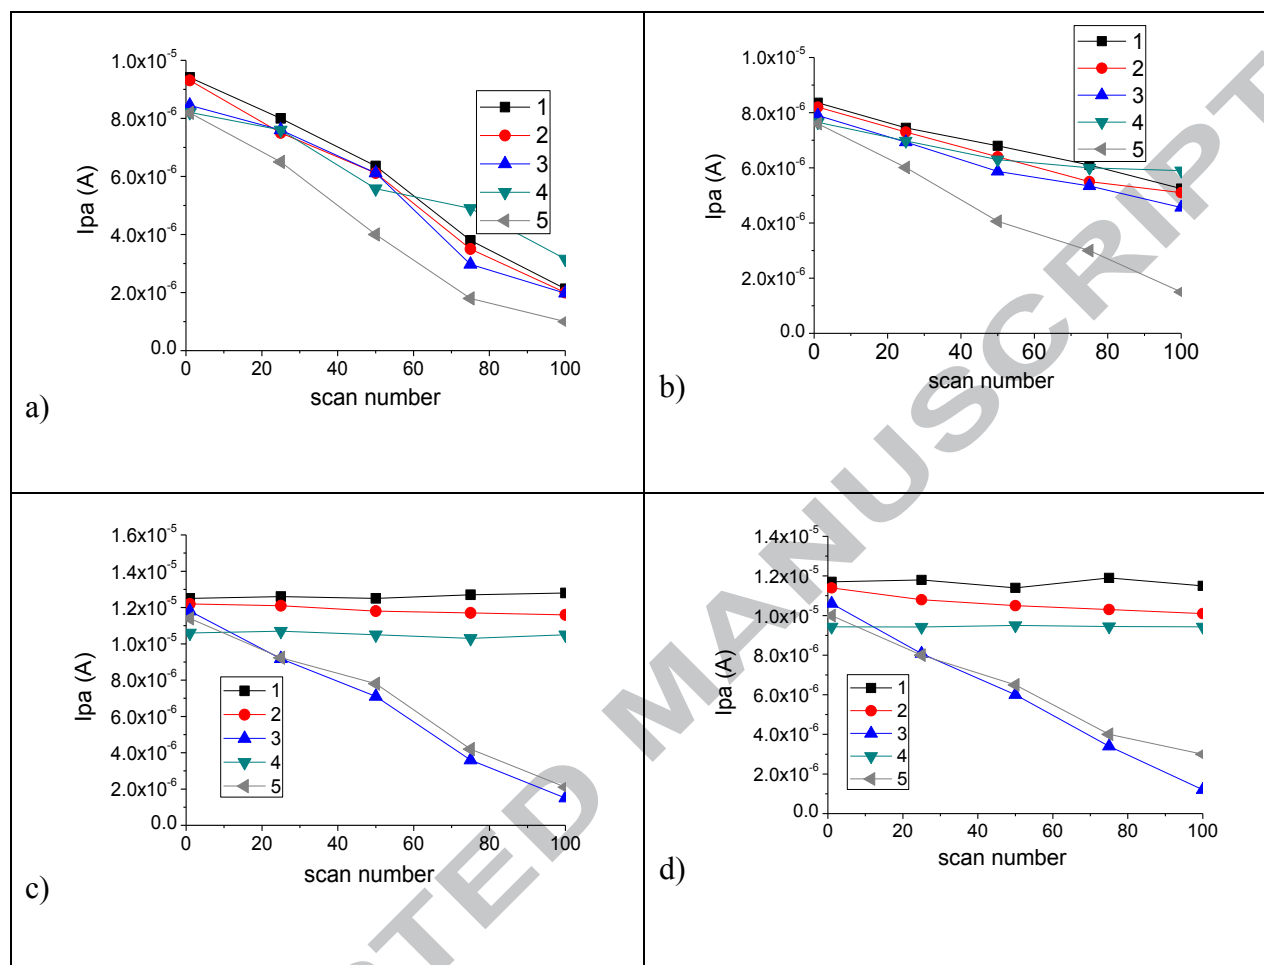 1.0x10^-5
8.0x10^-6
6.0x10^-6
4.0x10^-6
2.0x10^-6
0.0
Ipa (A)
0 20 40 60 80 100
scan number
1
2
3
4
5
a)
1.0x10^-5
8.0x10^-6
6.0x10^-6
4.0x10^-6
2.0x10^-6
0.0
Ipa (A)
0 20 40 60 80 100
scan number
1
2
3
4
5
b)
1.6x10^-5
1.4x10^-5
1.2x10^-5
1.0x10^-5
8.0x10^-6
6.0x10^-6
4.0x10^-6
2.0x10^-6
0.0
Ipa (A)
0 20 40 60 80 100
scan number
1
2
3
4
5
c)
1.4x10^-5
1.2x10^-5
1.0x10^-5
8.0x10^-6
6.0x10^-6
4.0x10^-6
2.0x10^-6
0.0
Ipa (A)
0 20 40 60 80 100
scan number
1
2
3
4
5
d)
TED MANUSCRIPT